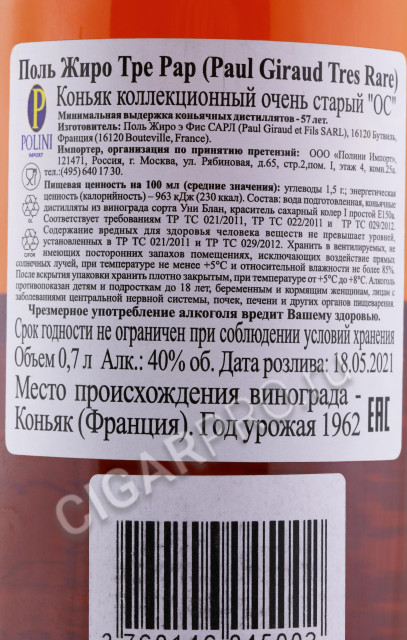 Поль Жиро Тре Рар (Paul Giraud Tres Rare)
Коньяк коллекционный очень старый "ОС"
Минимальная выдержка коньячных дистиллятов - 57 лет.
Изготовитель: Поль Жиро э Фис САРЛ (Paul Giraud et Fils SARL), 16120 Бутвиль,
Франция (16120 Bouteville, France).
POLINI
IMPORT
Импортер, организация по принятию претензий: ООО «Полини Импорт»,
121471, Россия, г. Москва, ул. Рябиновая, д.65, стр.2,пом. I, этаж 4, ком.25а.
тел.:(495) 640 17 30.
Пищевая ценность на 100 мл (средние значения): углеводы 1,5 г.; энергетическая
ценность (калорийность) – 963 кДж (230 ккал). Состав: вода подготовленная, коньячные
дистилляты из винограда сорта Уни Блан, краситель сахарный колер I простой Е150а.
Соответствует требованиям ТР ТС 021/2011, ТР ТС 022/2011 и ТР ТС 029/2012.
Содержание вредных для здоровья человека веществ не превышает уровней,
установленных в ТР ТС 021/2011 и ТР ТС 029/2012. Хранить в вентилируемых, не
имеющих посторонних запахов помещениях, исключающих воздействие прямых
солнечных лучей, при температуре не менее +5°С и относительной влажности не более 85%.
После вскрытия упаковки хранить плотно закрытым, при температуре от +5°С до +8°С. Алкоголь
противопоказан детям и подросткам до 18 лет, беременным и кормящим женщинам, лицам с
заболеваниями центральной нервной системы, почек, печени и других органов пищеварения
Чрезмерное употребление алкоголя вредит Вашему здоровью.
Срок годности не ограничен при соблюдении условий хранения
Объем 0,7 л Алк.: 40% об. Дата розлива: 18.05.2021
Место происхождения винограда -
Коньяк (Франция). Год урожая 1962 EAC
CIGARPRO.ru